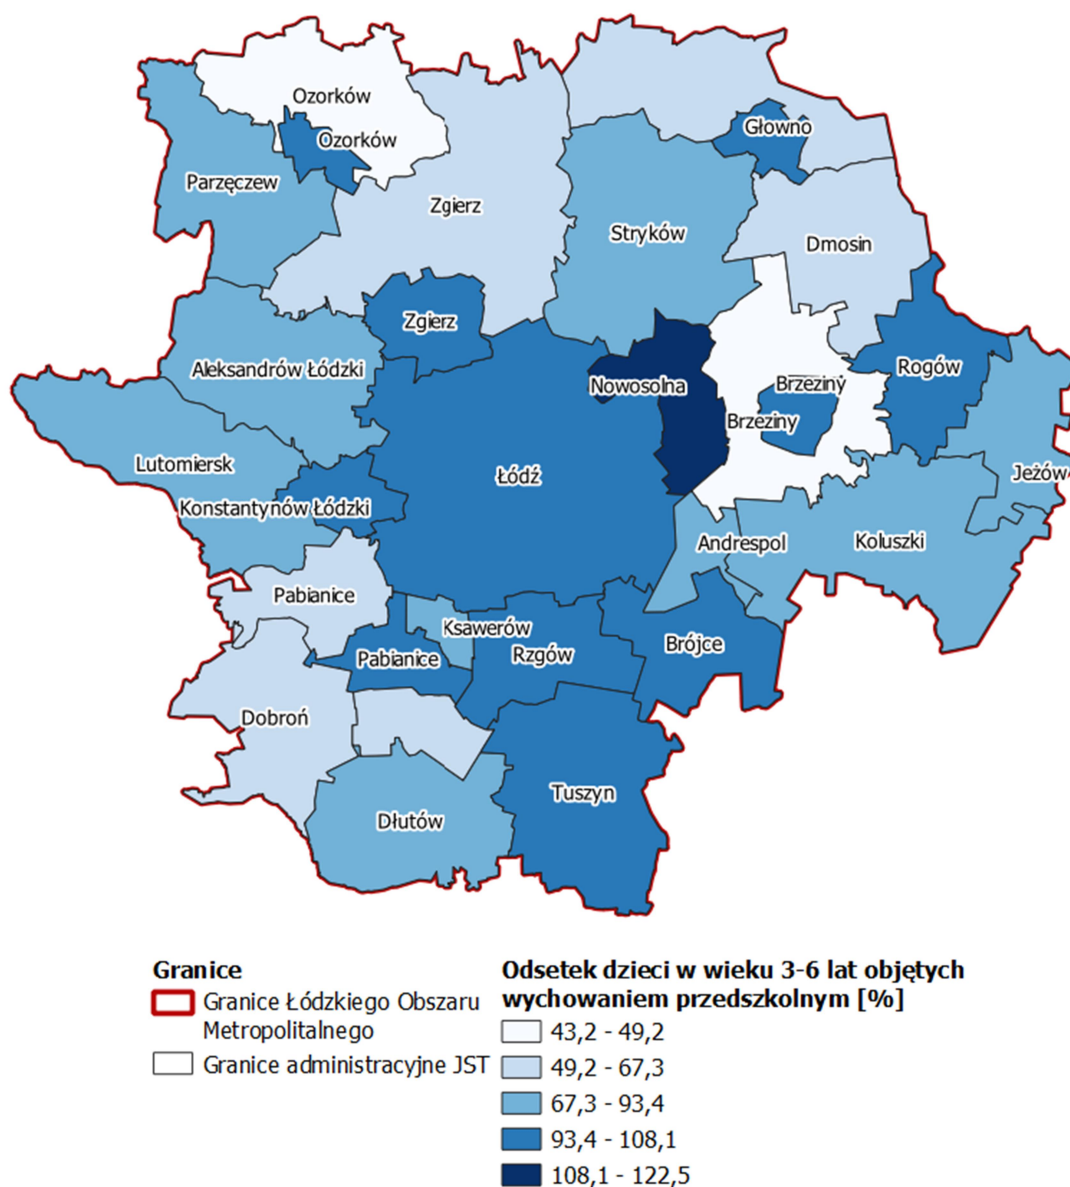 Ozorków
Ozorków
Głowno
Parzęczew
Zgierz
Stryków
Dmosin
Zgierz
Aleksandrów Łódzki
Nowosolna
Brzeziny
Rogów
Brzeziny
Lutomiersk
Łódź
Jeżów
Konstantynów Łódzki
Andrespol
Koluszki
Pabianice
Ksawerów
Pabianice
Rzgów
Brójce
Dobroń
Tuszyn
Dłutów
Granice
Granice Łódzkiego Obszaru
Metropolitalnego
Granice administracyjne JST
Odsetek dzieci w wieku 3-6 lat objętych
wychowaniem przedszkolnym [%]
43,2 - 49,2
49,2 - 67,3
67,3 - 93,4
93,4 - 108,1
108,1 - 122,5